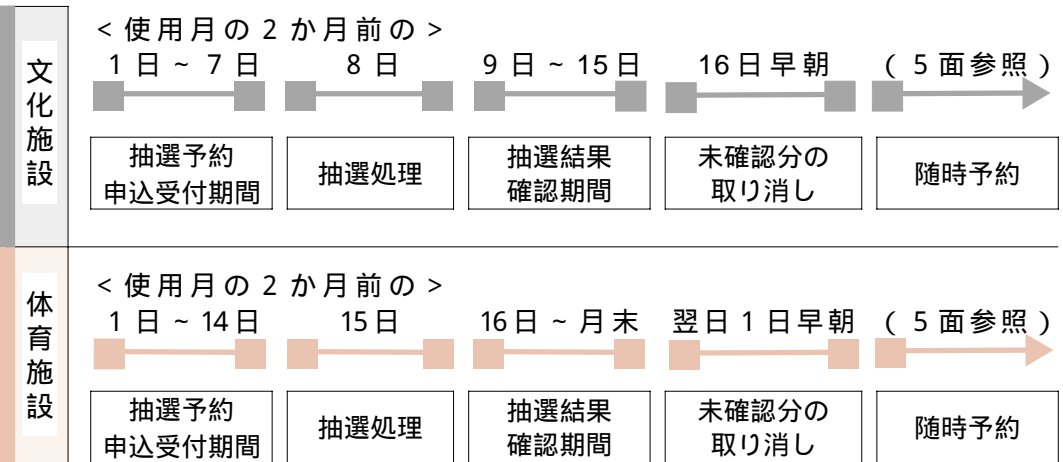 文化施設
<使用月の2か月前の>
1日~7日 8日 9日~15日 16日早朝 (5面参照)
抽選予約 抽選処理 抽選結果 未確認分の 随時予約
申込受付期間 確認期間 取り消し
体育施設
<使用月の2か月前の>
1日~14日 15日 16日~月末 翌日1日早朝 (5面参照)
抽選予約 抽選処理 抽選結果 未確認分の 随時予約
申込受付期間 確認期間 取り消し